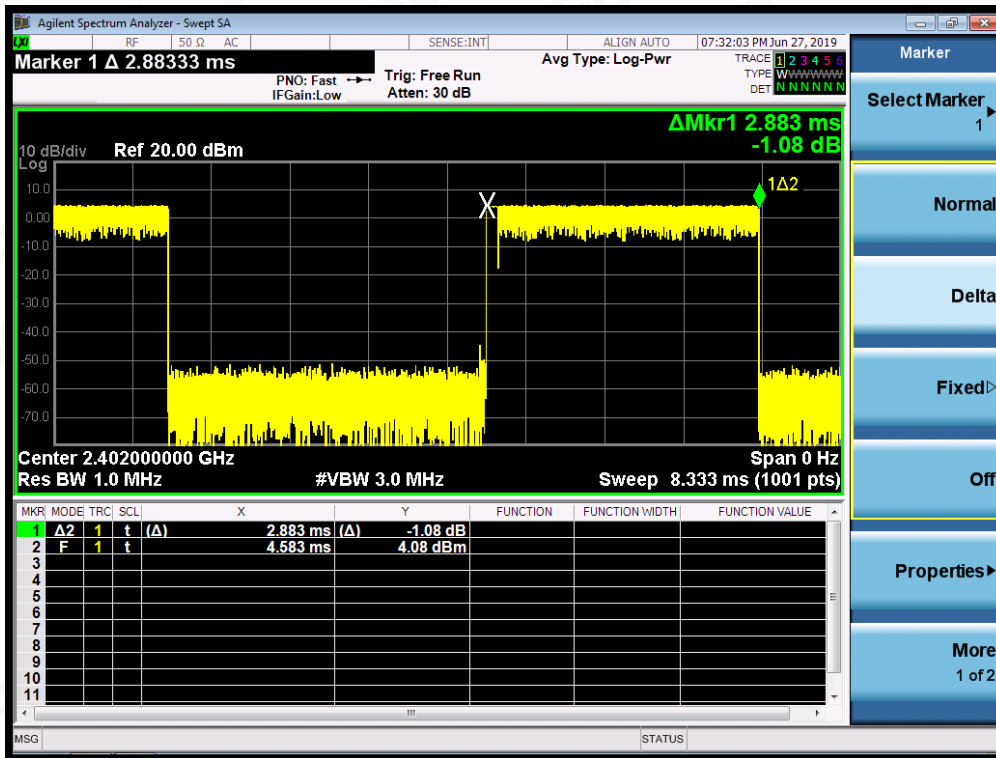 Agilent Spectrum Analyzer - Swept SA
LXI RF 50 Ω AC SENSE:INT ALIGN AUTO 07:32:03 PM Jun 27, 2019
Marker 1 Δ 2.88333 ms
PNO: Fast Trig: Free Run Avg Type: Log-Pwr TRACE 1 2 3 4 5 6
IFGain:Low Atten: 30 dB TYPE WWWWWWW
DET N N N N N N
ΔMkr1 2.883 ms
-1.08 dB
10 dB/div Ref 20.00 dBm
Log
10.0
0.00
-10.0
-20.0
-30.0
-40.0
-50.0
-60.0
-70.0
X
1Δ2
Center 2.402000000 GHz Span 0 Hz
Res BW 1.0 MHz #VBW 3.0 MHz Sweep 8.333 ms (1001 pts)
MKR MODE TRC SCL X Y FUNCTION FUNCTION WIDTH FUNCTION VALUE
1 Δ2 1 t (Δ) 2.883 ms (Δ) -1.08 dB
2 F 1 t 4.583 ms 4.08 dBm
3
4
5
6
7
8
9
10
11
MSG STATUS
Marker
Select Marker
1
Normal
Delta
Fixed
Off
Properties
More
1 of 2